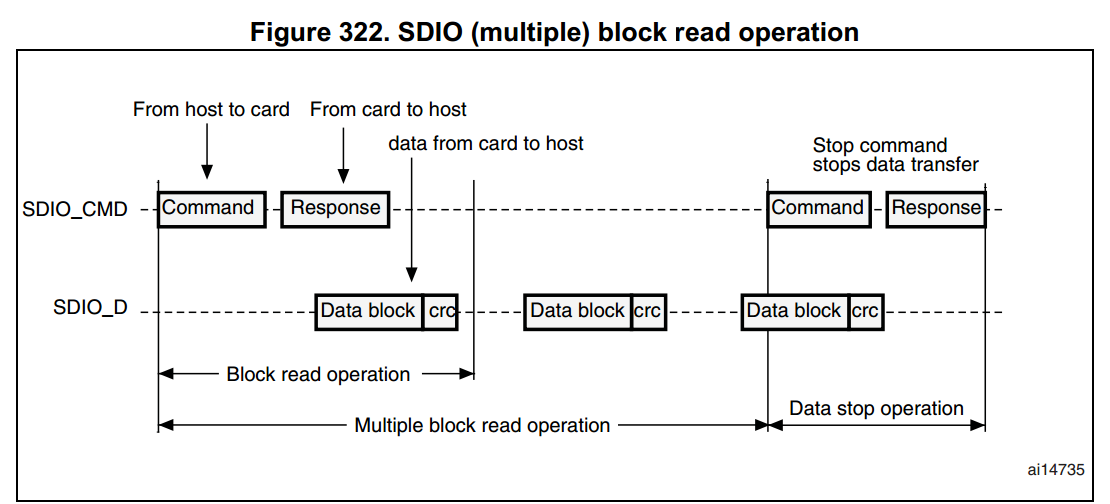 Figure 322. SDIO (multiple) block read operation
From host to card
From card to host
data from card to host
Stop command
stops data transfer
SDIO_CMD
Command
Response
Command
Response
SDIO_D
Data block
crc
Data block
crc
Data block
crc
Block read operation
Data stop operation
Multiple block read operation
ai14735